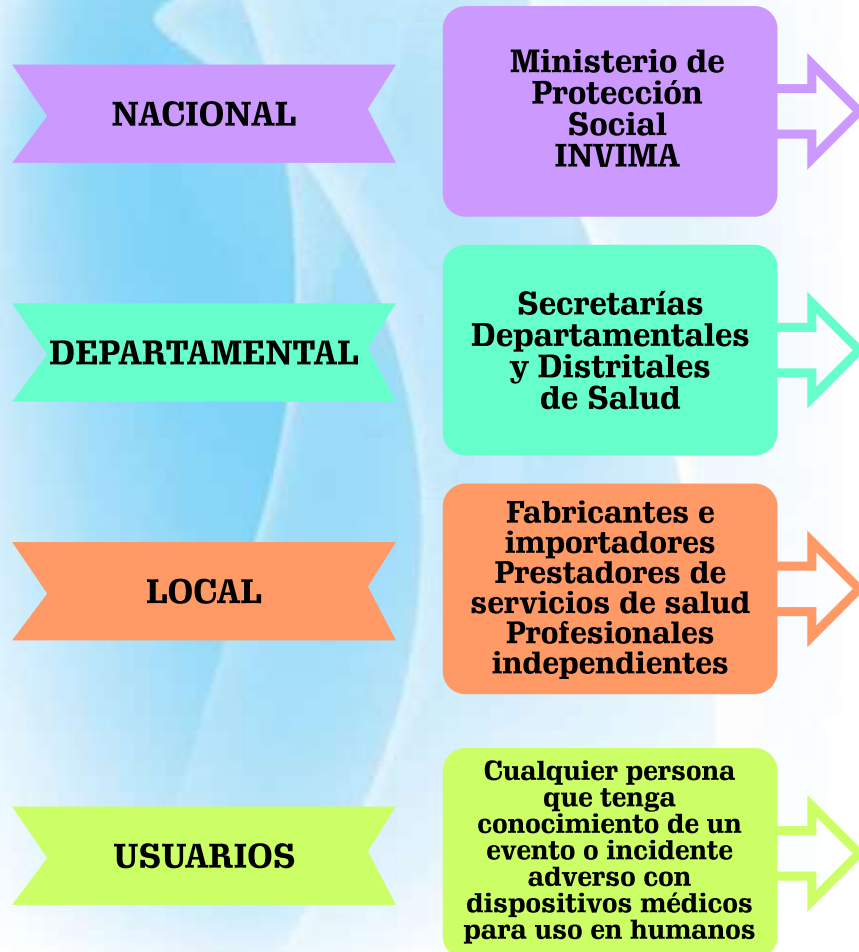 NACIONAL
Ministerio de
Protección
Social
INVIMA
DEPARTAMENTAL
Secretarías
Departamentales
y Distritales
de Salud
LOCAL
Fabricantes e
importadores
Prestadores de
servicios de salud
Profesionales
independientes
USUARIOS
Cualquier persona
que tenga
conocimiento de un
evento o incidente
adverso con
dispositivos médicos
para uso en humanos